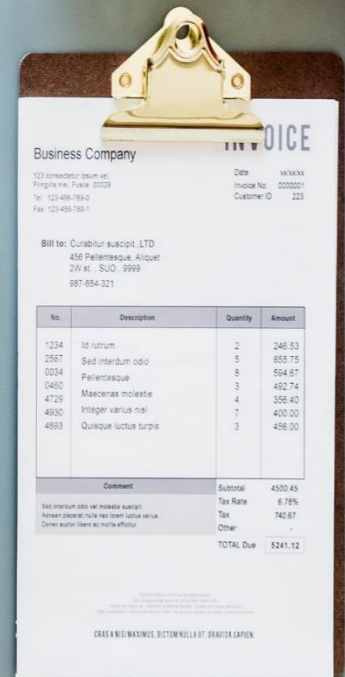 INVOICE
Business Company
123 consectetur ipsum vel,
Fringilla nisi, Fusce. 00029
Tel. 123-456-789-0
Fax. 123-456-789-1
Date xx/xx/xx
Invoice No. 0000001
Customer ID 223
Bill to: Curabitur suscipit.,LTD
456 Pellentesque, Aliquet
2W st. , SUO , 9999
987-654-321
No. Description Quantity Amount
1234 Id rutrum 2 246.53
2587 Sed interdum odio 5 855.75
0034 Pellentesque 8 594.67
0460 Maecenas molestie 3 492.74
4729 Integer varius nisl 4 356.40
4930 Quisque luctus turpis 7 400.00
4893 3 456.00
Comment
Sed interdum odio vel molestie suscipit.
Aenean placerat nulla nec lorem luctus varius.
Donec auctor libero ac mollis efficitur.
Subtotal 4500.45
Tax Rate 6.78%
Tax 740.67
Other -
TOTAL Due 5241.12
CRAS A NISI MAXIMUS, DICTUM NULLA UT, GRAVIDA SAPIEN.